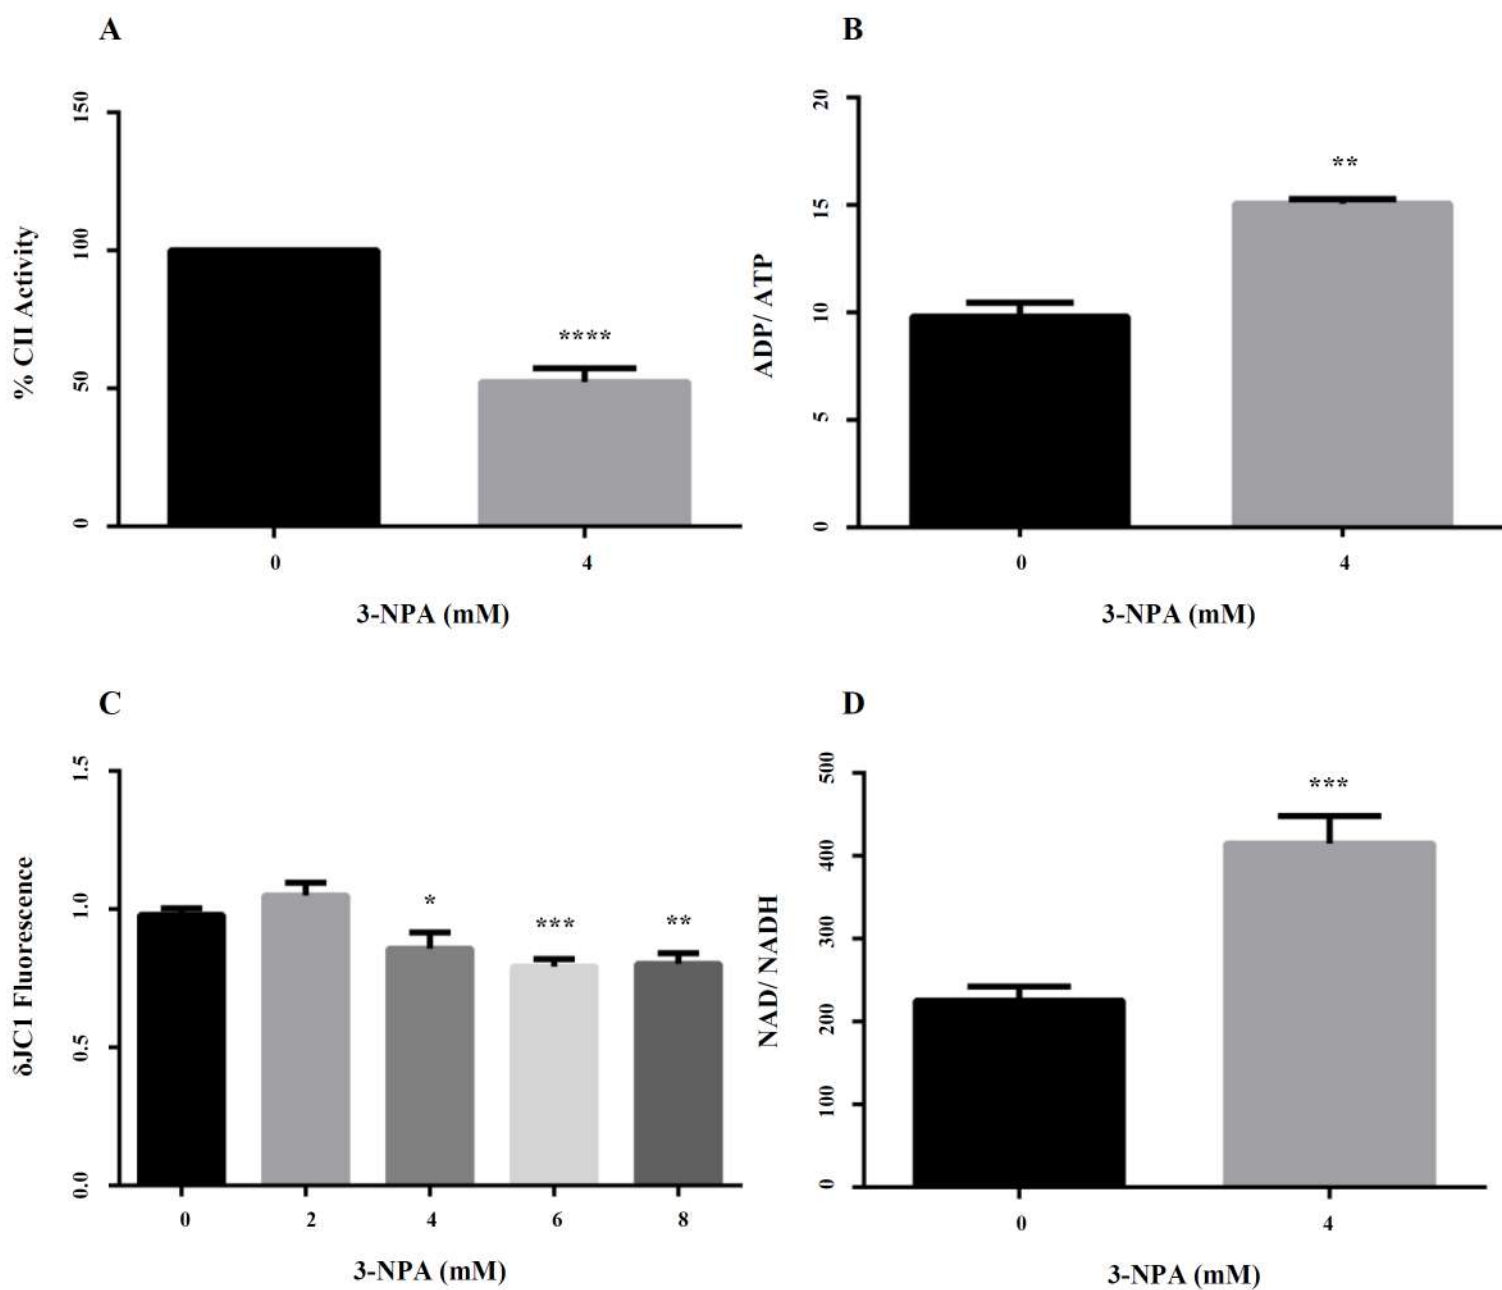 A
% CII Activity
150
100
50
0
****
0 4
3-NPA (mM)
B
ADP/ ATP
20
15
10
5
0
**
0 4
3-NPA (mM)
C
δJC1 Fluorescence
1.5
1.0
0.5
0.0
* *** **
0 2 4 6 8
3-NPA (mM)
D
NAD/ NADH
500
400
300
200
100
0
***
0 4
3-NPA (mM)